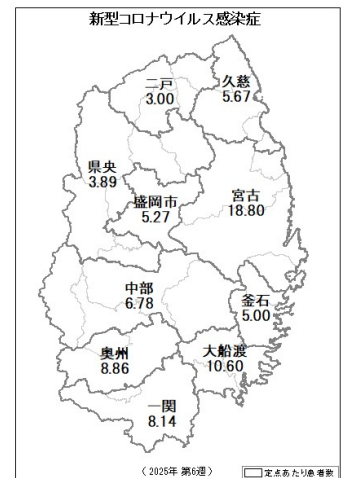 新型コロナウイルス感染症
二戸
3.00
久慈
5.67
県央
3.89
盛岡市
5.27
宮古
18.80
中部
6.78
釜石
5.00
奥州
8.86
大船渡
10.60
一関
8.14
（2025年 第6週）
定点あたり患者数